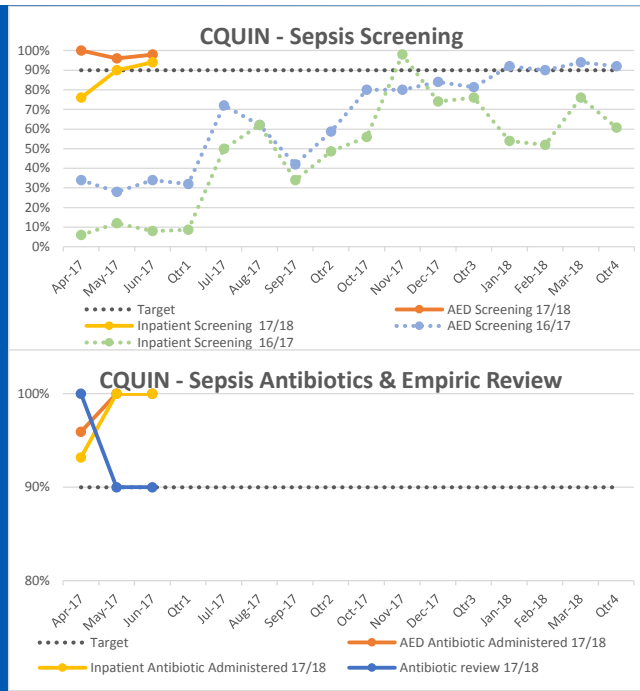 CQUIN - Sepsis Screening
100%
90%
80%
70%
60%
50%
40%
30%
20%
10%
0%
Apr-17 May-17 Jun-17 Qtr1 Jul-17 Aug-17 Sep-17 Qtr2 Oct-17 Nov-17 Dec-17 Qtr3 Jan-18 Feb-18 Mar-18 Qtr4
Target AED Screening 17/18
Inpatient Screening 17/18 AED Screening 16/17
Inpatient Screening 16/17
CQUIN - Sepsis Antibiotics & Empiric Review
100%
90%
80%
Apr-17 May-17 Jun-17 Qtr1 Jul-17 Aug-17 Sep-17 Qtr2 Oct-17 Nov-17 Dec-17 Qtr3 Jan-18 Feb-18 Mar-18 Qtr4
Target AED Antibiotic Administered 17/18
Inpatient Antibiotic Administered 17/18 Antibiotic review 17/18